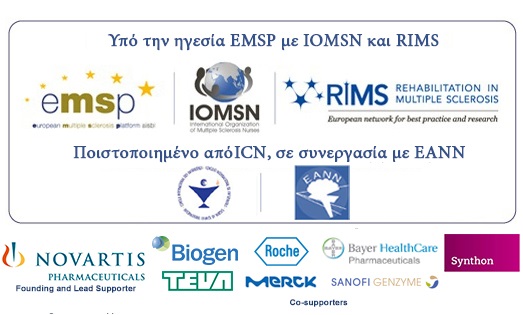 Υπό την ηγεσία EMSP με IOMSN και RIMS
emsp
european multiple sclerosis platform
IOMSN
International Organization
of Multiple Sclerosis Nurses
RIMS
REHABILITATION IN
MULTIPLE SCLEROSIS
European network for best practice and research
Ποιστοποιημένο απόICN, σε συνεργασία με EANN
EANN
NOVARTIS
PHARMACEUTICALS
Founding and Lead Supporter
Biogen
Roche
Bayer HealthCare
Pharmaceuticals
Synthon
TEVA
MERCK
SANOFI GENZYME
Co-supporters